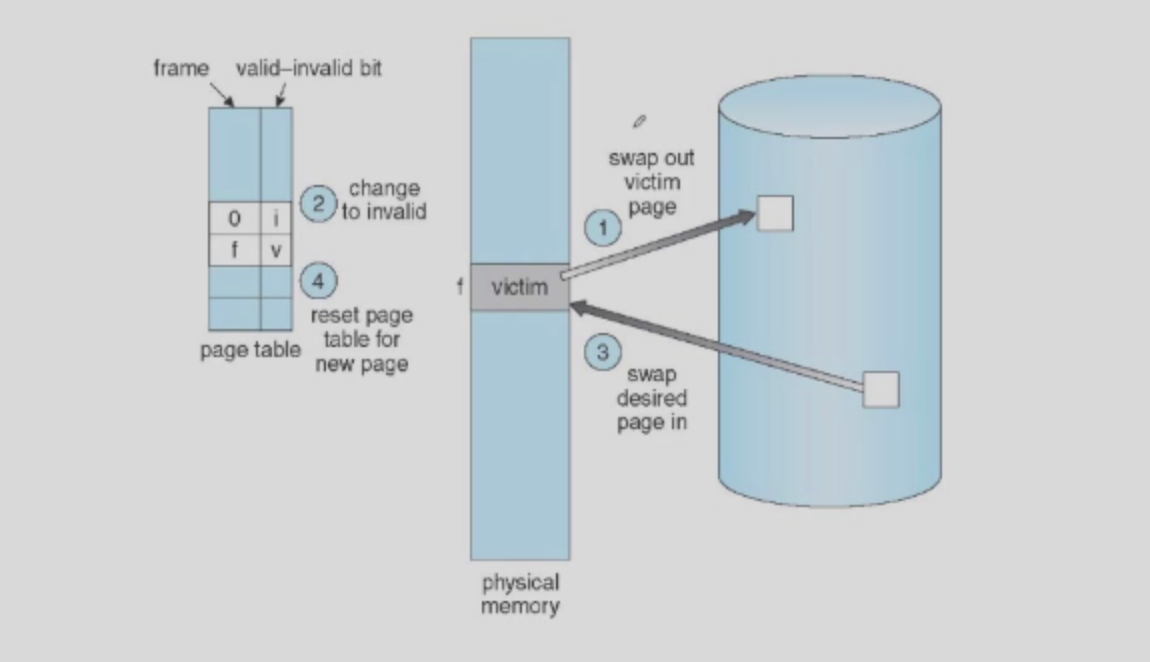 frame
valid–invalid bit
0
i
f
v
page table
2
change
to invalid
4
reset page
table for
new page
f
victim
physical
memory
1
swap out
victim
page
3
swap
desired
page in